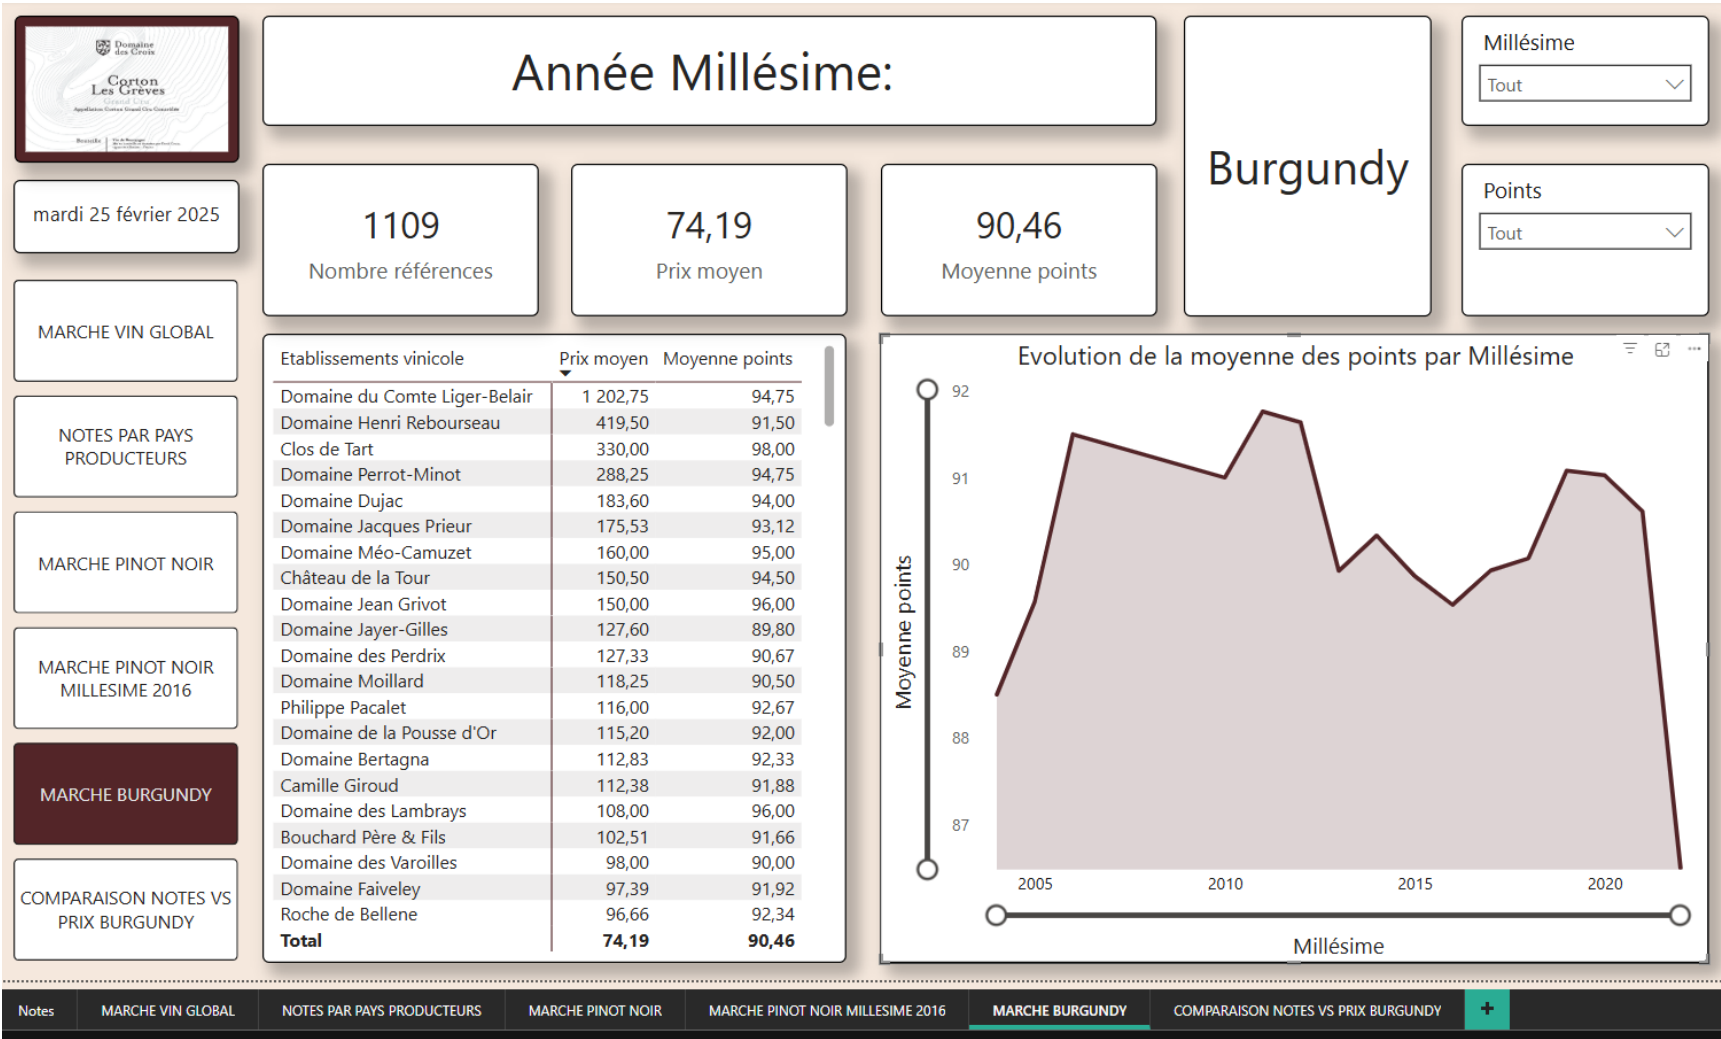 Domaine
des Croix
Corton
Les Grèves
Grand Cru
Appellation Corton Grand Cru Contrôlée
mardi 25 février 2025
MARCHE VIN GLOBAL
NOTES PAR PAYS
PRODUCTEURS
MARCHE PINOT NOIR
MARCHE PINOT NOIR
MILLESIME 2016
MARCHE BURGUNDY
COMPARAISON NOTES VS
PRIX BURGUNDY
Année Millésime:
1109
Nombre références
74,19
Prix moyen
90,46
Moyenne points
Burgundy
Millésime
Tout
Points
Tout
Etablissements vinicole Prix moyen Moyenne points
Domaine du Comte Liger-Belair 1 202,75 94,75
Domaine Henri Rebourseau 419,50 91,50
Clos de Tart 330,00 98,00
Domaine Perrot-Minot 288,25 94,75
Domaine Dujac 183,60 94,00
Domaine Jacques Prieur 175,53 93,12
Domaine Méo-Camuzet 160,00 95,00
Château de la Tour 150,50 94,50
Domaine Jean Grivot 150,00 96,00
Domaine Jayer-Gilles 127,60 89,80
Domaine des Perdrix 127,33 90,67
Domaine Moillard 118,25 90,50
Philippe Pacalet 116,00 92,67
Domaine de la Pousse d'Or 115,20 92,00
Domaine Bertagna 112,83 92,33
Camille Giroud 112,38 91,88
Domaine des Lambrays 108,00 96,00
Bouchard Père & Fils 102,51 91,66
Domaine des Varoilles 98,00 90,00
Domaine Faiveley 97,39 91,92
Roche de Bellene 96,66 92,34
Total 74,19 90,46
Evolution de la moyenne des points par Millésime
Moyenne points
92
91
90
89
88
87
2005 2010 2015 2020
Millésime
Notes MARCHE VIN GLOBAL NOTES PAR PAYS PRODUCTEURS MARCHE PINOT NOIR MARCHE PINOT NOIR MILLESIME 2016 MARCHE BURGUNDY COMPARAISON NOTES VS PRIX BURGUNDY +